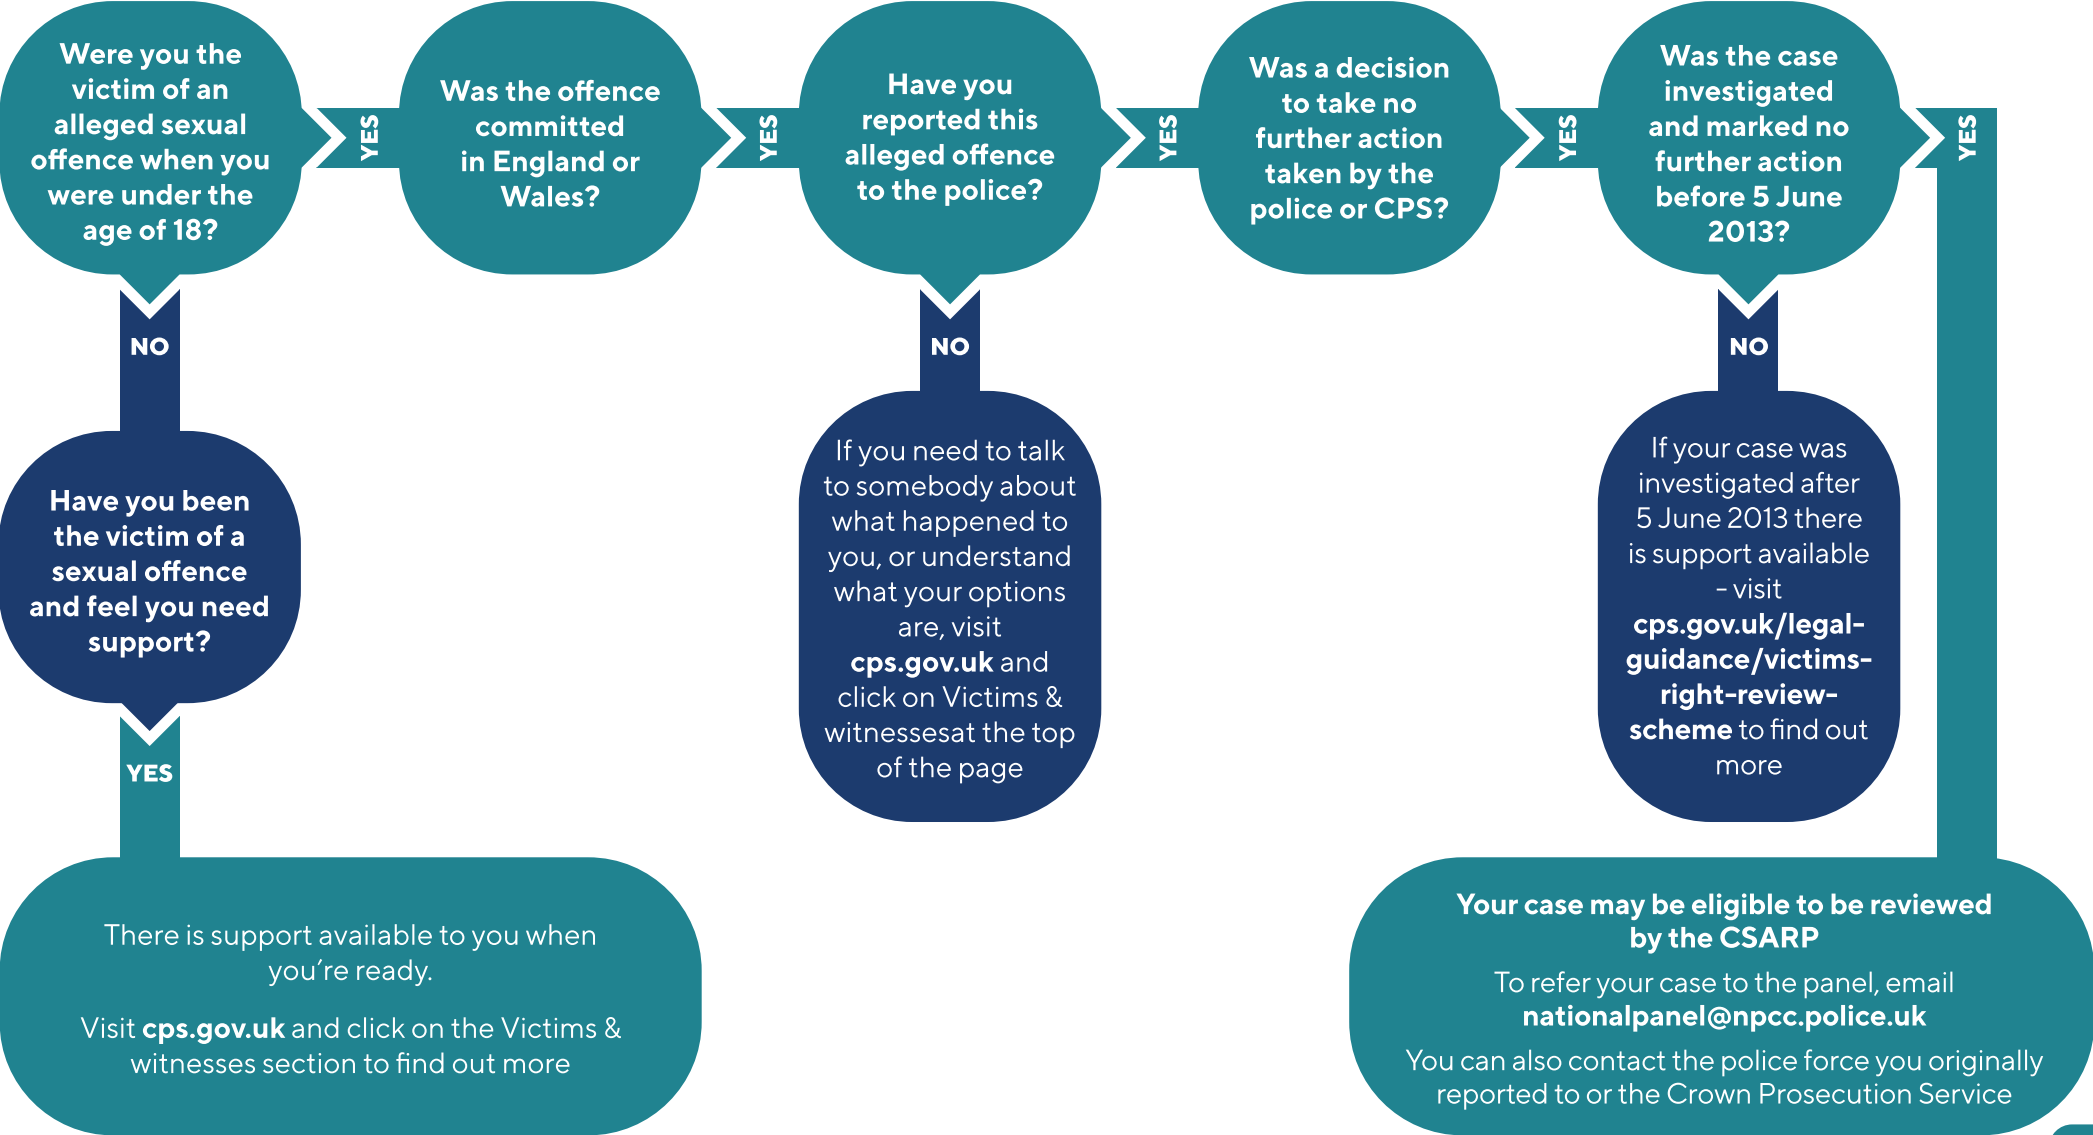 Were you the
victim of an
alleged sexual
offence when you
were under the
age of 18?
YES
Was the offence
committed
in England or
Wales?
YES
Have you
reported this
alleged offence
to the police?
YES
Was a decision
to take no
further action
taken by the
police or CPS?
YES
Was the case
investigated
and marked no
further action
before 5 June
2013?
YES
NO
NO
NO
Have you been
the victim of a
sexual offence
and feel you need
support?
YES
If you need to talk
to somebody about
what happened to
you, or understand
what your options
are, visit
cps.gov.uk and
click on Victims &
witnessesat the top
of the page
If your case was
investigated after
5 June 2013 there
is support available
- visit
cps.gov.uk/legal-
guidance/victims-
right-review-
scheme to find out
more
There is support available to you when
you're ready.
Visit cps.gov.uk and click on the Victims &
witnesses section to find out more
Your case may be eligible to be reviewed
by the CSARP
To refer your case to the panel, email
nationalpanel@npcc.police.uk
You can also contact the police force you originally
reported to or the Crown Prosecution Service